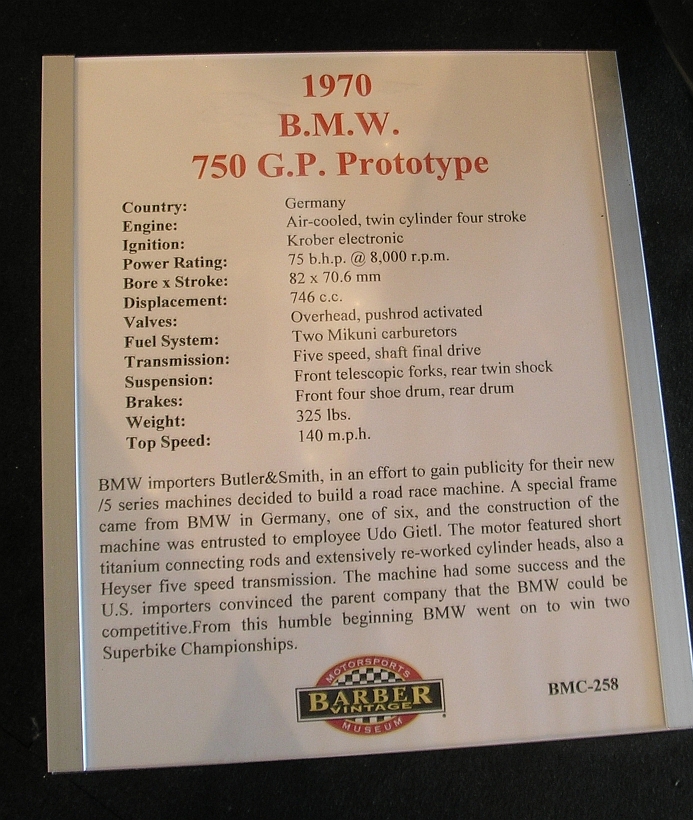 1970
B.M.W.
750 G.P. Prototype
Country: Germany
Engine: Air-cooled, twin cylinder four stroke
Ignition: Krober electronic
Power Rating: 75 b.h.p. @ 8,000 r.p.m.
Bore x Stroke: 82 x 70.6 mm
Displacement: 746 c.c.
Valves: Overhead, pushrod activated
Fuel System: Two Mikuni carburetors
Transmission: Five speed, shaft final drive
Suspension: Front telescopic forks, rear twin shock
Brakes: Front four shoe drum, rear drum
Weight: 325 lbs.
Top Speed: 140 m.p.h.
BMW importers Butler&Smith, in an effort to gain publicity for their new
/5 series machines decided to build a road race machine. A special frame
came from BMW in Germany, one of six, and the construction of the
machine was entrusted to employee Udo Gietl. The motor featured short
titanium connecting rods and extensively re-worked cylinder heads, also a
Heyser five speed transmission. The machine had some success and the
U.S. importers convinced the parent company that the BMW could be
competitive.From this humble beginning BMW went on to win two
Superbike Championships.
MOTORSPORTS
BARBER
VINTAGE
MUSEUM
BMC-258